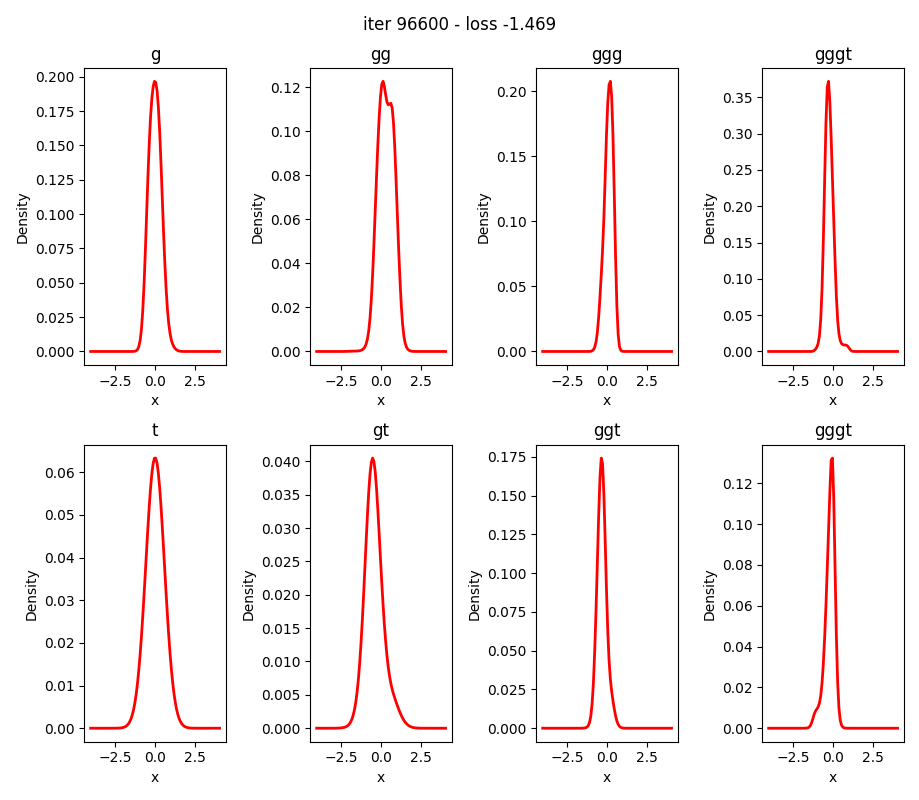 iter 96600 - loss -1.469
g
gg
ggg
gggt
0.200
0.175
0.150
0.125
0.100
0.075
0.050
0.025
0.000
Density
−2.5 0.0 2.5
x
0.12
0.10
0.08
0.06
0.04
0.02
0.00
Density
−2.5 0.0 2.5
x
0.20
0.15
0.10
0.05
0.00
Density
−2.5 0.0 2.5
x
0.35
0.30
0.25
0.20
0.15
0.10
0.05
0.00
Density
−2.5 0.0 2.5
x
t
gt
ggt
gggt
0.06
0.05
0.04
0.03
0.02
0.01
0.00
Density
−2.5 0.0 2.5
x
0.040
0.035
0.030
0.025
0.020
0.015
0.010
0.005
0.000
Density
−2.5 0.0 2.5
x
0.175
0.150
0.125
0.100
0.075
0.050
0.025
0.000
Density
−2.5 0.0 2.5
x
0.12
0.10
0.08
0.06
0.04
0.02
0.00
Density
−2.5 0.0 2.5
x